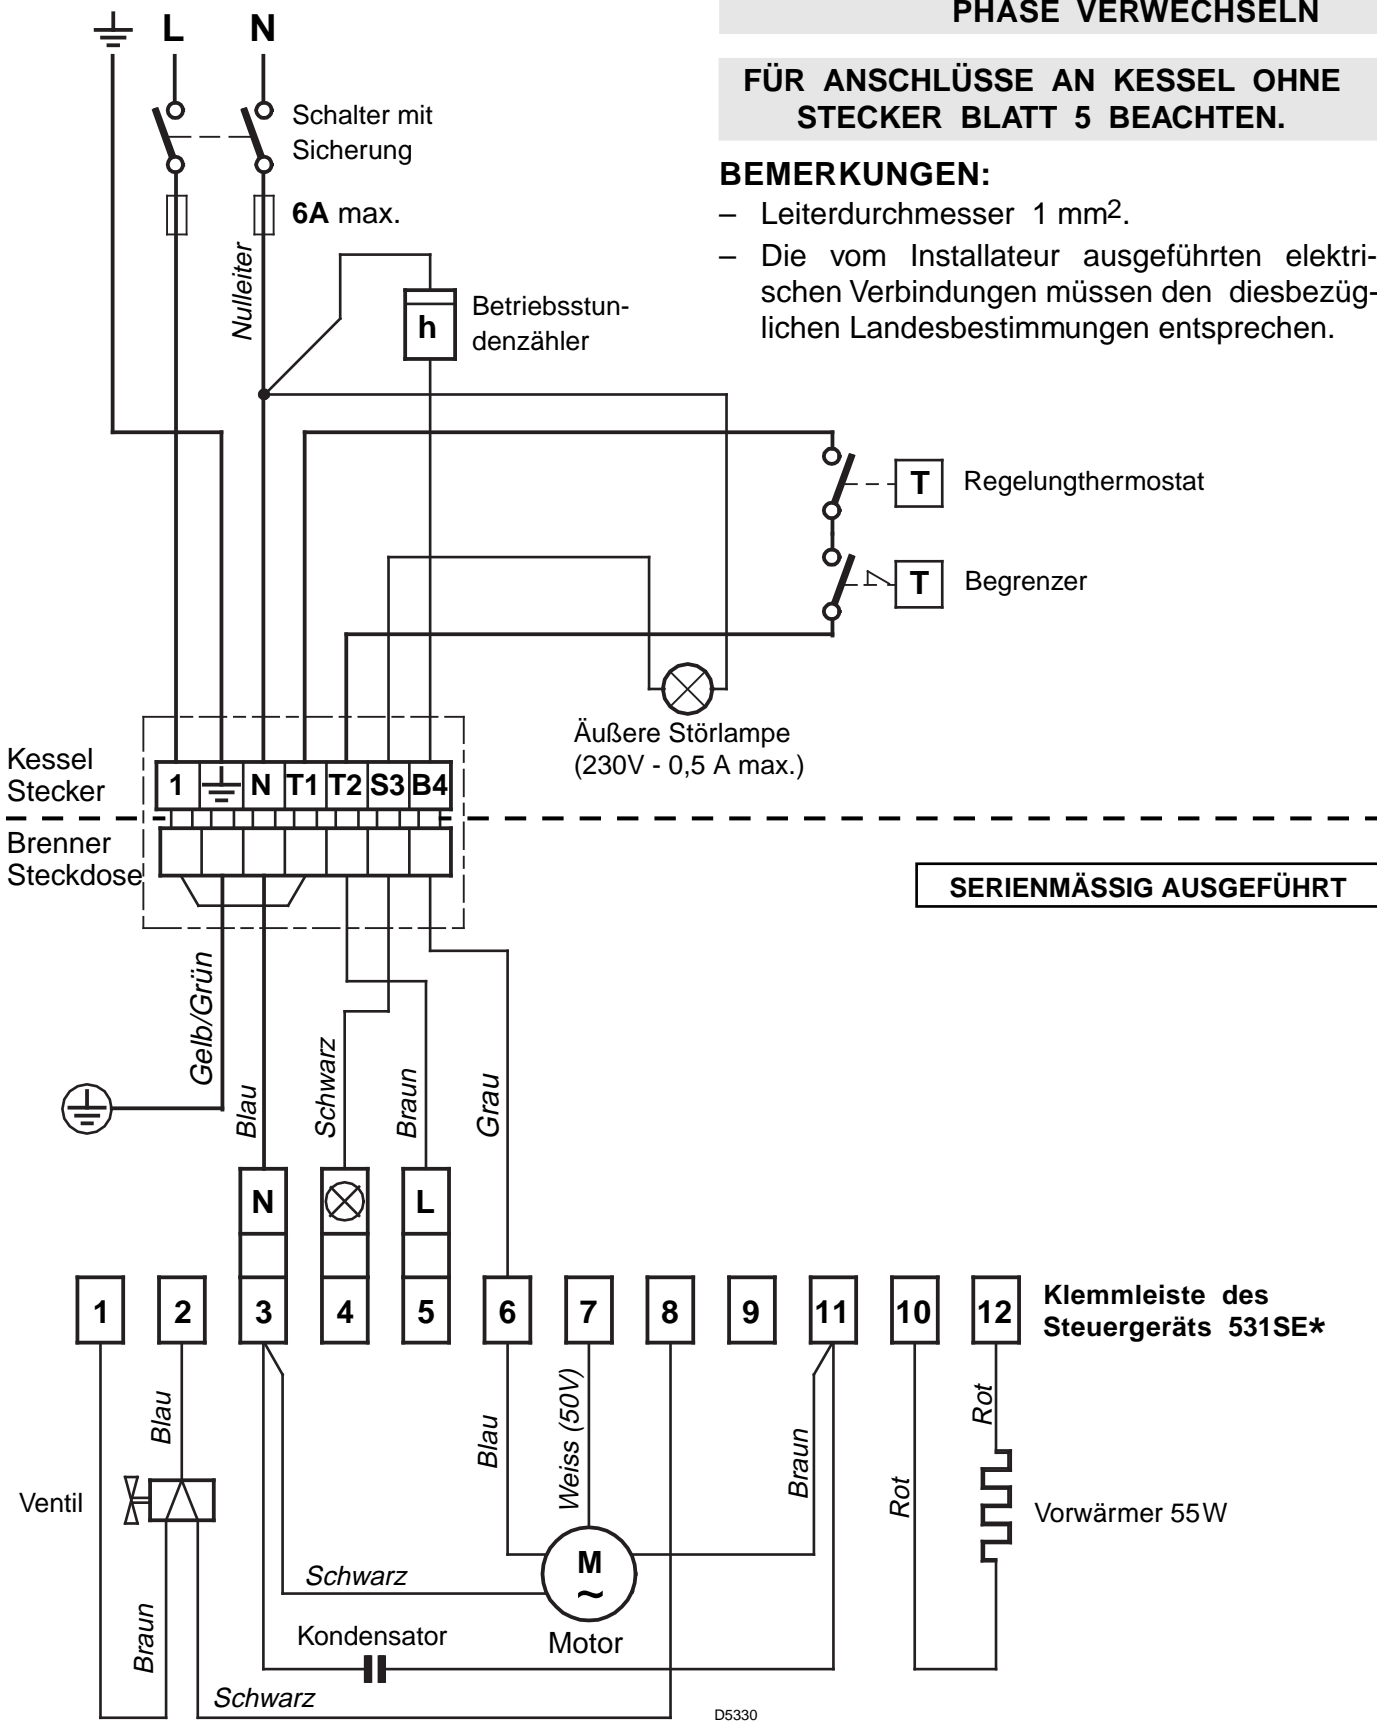 PHASE VERWECHSELN
L N
FÜR ANSCHLÜSSE AN KESSEL OHNE
STECKER BLATT 5 BEACHTEN.
Schalter mit
Sicherung
6A max.
Nulleiter
BEMERKUNGEN:
– Leiterdurchmesser 1 mm2.
– Die vom Installateur ausgeführten elektri-
schen Verbindungen müssen den diesbezüg-
lichen Landesbestimmungen entsprechen.
h
Betriebsstun-
denzähler
T Regelungthermostat
T Begrenzer
Äußere Störlampe
(230V - 0,5 A max.)
Kessel
Stecker
1 N T1 T2 S3 B4
Brenner
Steckdose
SERIENMÄSSIG AUSGEFÜHRT
Gelb/Grün
Blau
Schwarz
Braun
Grau
N L
1 2 3 4 5 6 7 8 9 11 10 12
Klemmleiste des
Steuergeräts 531SE*
Blau
Blau
Weiss (50V)
Braun
Rot
Rot
Ventil
Vorwärmer 55W
M
~
Motor
Schwarz
Braun
Kondensator
Schwarz
D5330